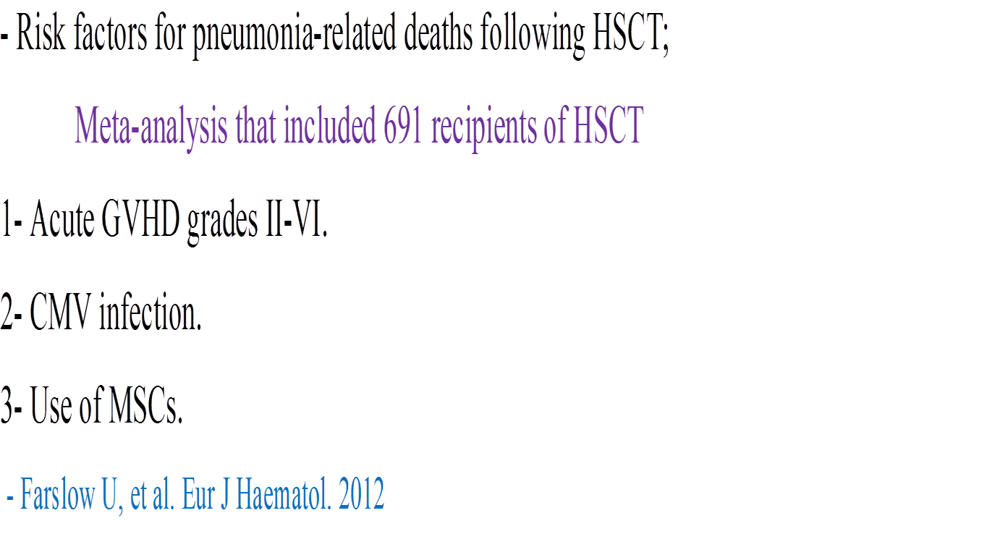 - Risk factors for pneumonia-related deaths following HSCT;
Meta-analysis that included 691 recipients of HSCT
1- Acute GVHD grades II-VI.
2- CMV infection.
3- Use of MSCs.
- Farslow U, et al. Eur J Haematol. 2012